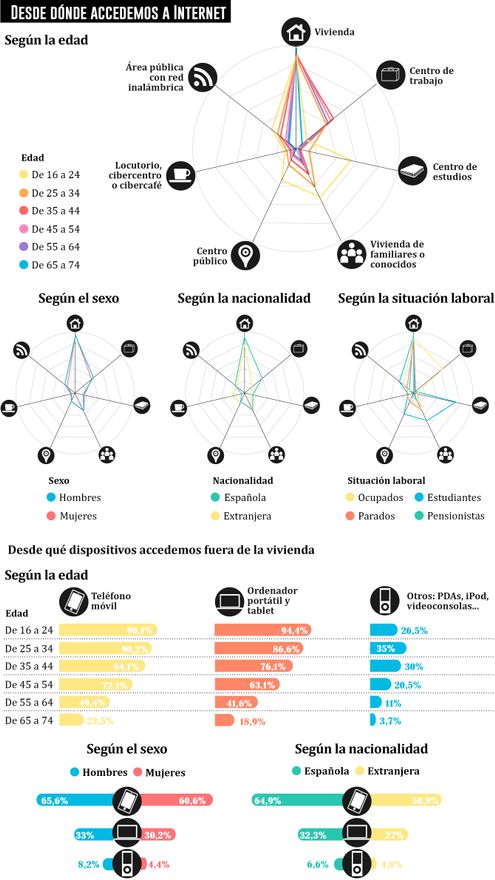 DESDE DÓNDE ACCEDEMOS A INTERNET
Según la edad
Vivienda
Área pública
con red
inalámbrica
Centro de
trabajo
Locutorio,
cibercentro
o cibercafé
Centro de
estudios
Centro
público
Vivienda de
familiares o
conocidos
Edad
De 16 a 24
De 25 a 34
De 35 a 44
De 45 a 54
De 55 a 64
De 65 a 74
Según el sexo
Según la nacionalidad
Según la situación laboral
Sexo
Hombres
Mujeres
Nacionalidad
Española
Extranjera
Situación laboral
Ocupados
Estudiantes
Parados
Pensionistas
Desde qué dispositivos accedemos fuera de la vivienda
Según la edad
Teléfono
móvil
Ordenador
portátil y
tablet
Otros: PDAs, iPod,
videoconsolas...
Edad
De 16 a 24 96,1% 94,4% 26,5%
De 25 a 34 90,2% 86,6% 35%
De 35 a 44 84,1% 76,1% 30%
De 45 a 54 72,1% 63,1% 20,5%
De 55 a 64 49,4% 41,6% 11%
De 65 a 74 23,5% 18,9% 3,7%
Según el sexo
Hombres Mujeres
65,6% 60,6%
33% 30,2%
8,2% 4,4%
Según la nacionalidad
Española Extranjera
64,9% 50,9%
32,3% 27%
6,6% 4,8%